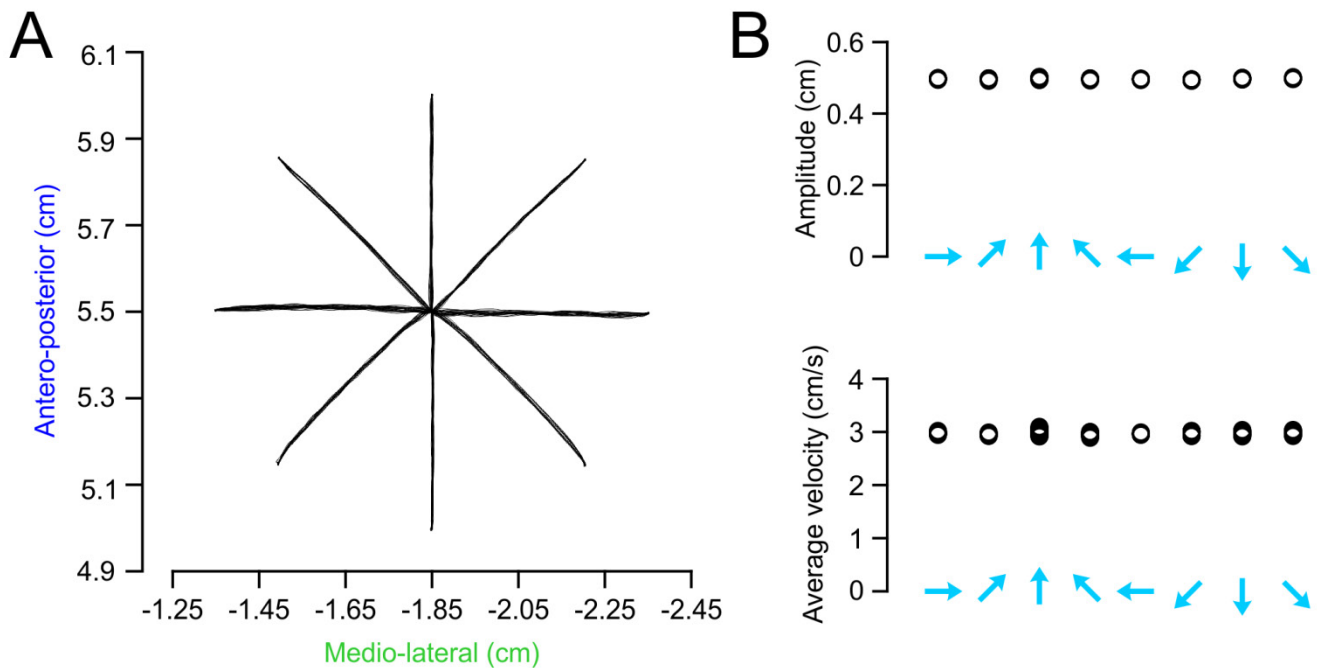 A
6.1
5.9
5.7
5.5
5.3
5.1
4.9
Antero-posterior (cm)
-1.25 -1.45 -1.65 -1.85 -2.05 -2.25 -2.45
Medio-lateral (cm)
B
0.6
0.4
0.2
0
Amplitude (cm)
4
3
2
1
0
Average velocity (cm/s)